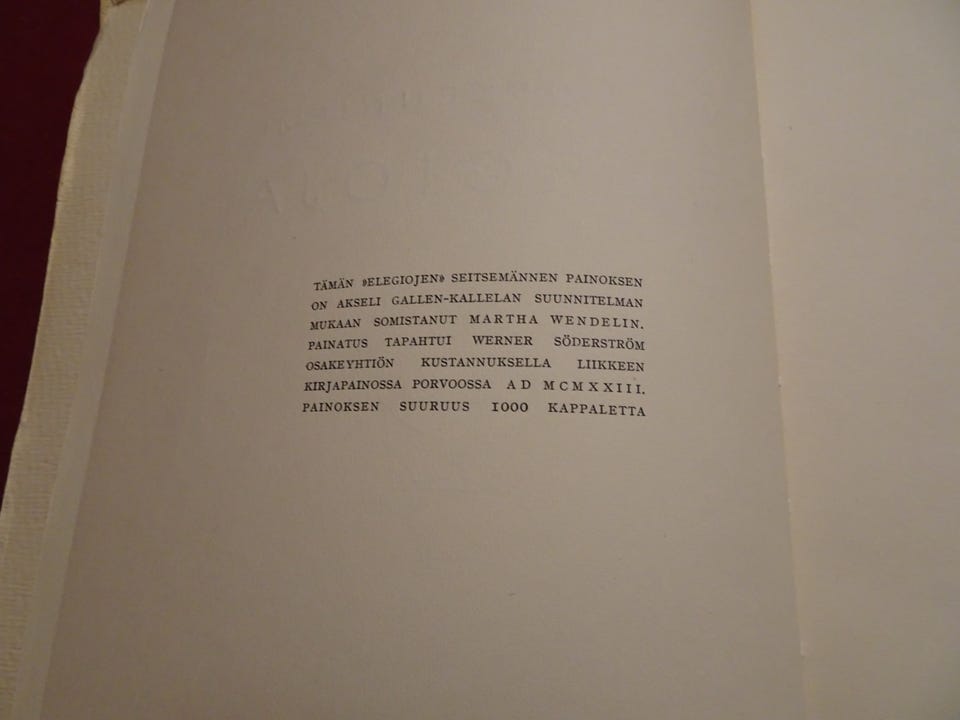 TÄMÄN »ELEGIOJEN» SEITSEMÄNNEN PAINOKSEN
ON AKSELI GALLEN-KALLELAN SUUNNITELMAN
MUKAAN SOMISTANUT MARTHA WENDELIN.
PAINATUS TAPAHTUI WERNER SÖDERSTRÖM
OSAKEYHTIÖN KUSTANNUKSELLA LIIKKEEN
KIRJAPAINOSSA PORVOOSSA A D MCMXXIII.
PAINOKSEN SUURUUS 1000 KAPPALETTA